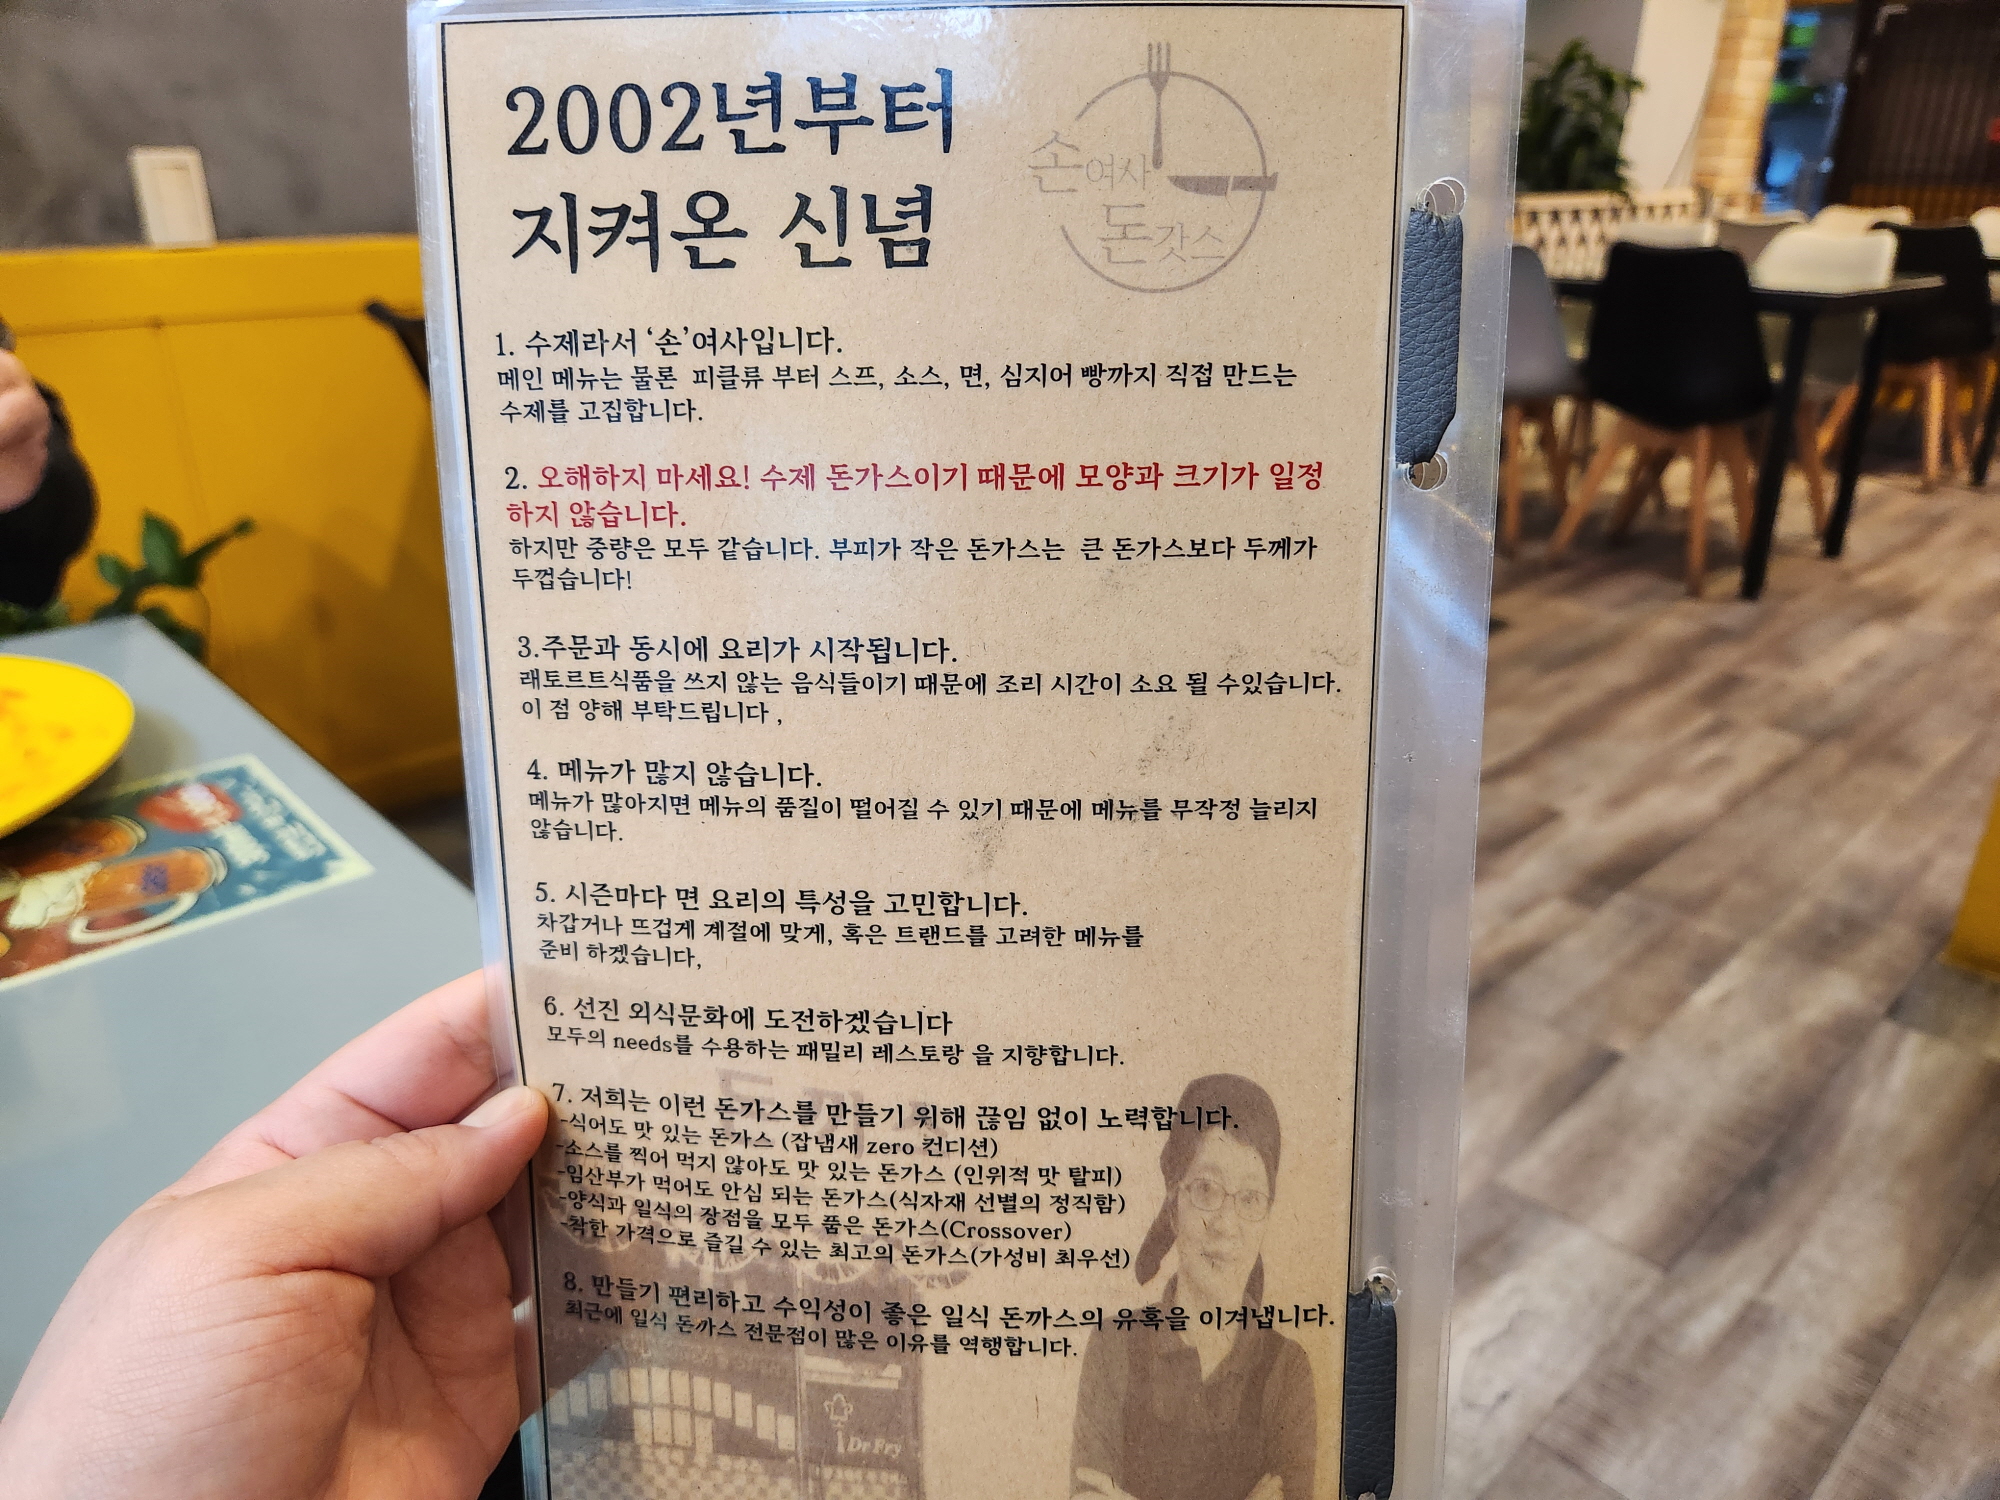 2002년부터
지켜온 신념
손여사
돈갓스
1. 수제라서 ‘손’여사입니다.
메인 메뉴는 물론 피클류 부터 스프, 소스, 면, 심지어 빵까지 직접 만드는
수제를 고집합니다.
2. 오해하지 마세요! 수제 돈가스이기 때문에 모양과 크기가 일정
하지 않습니다.
하지만 중량은 모두 같습니다. 부피가 작은 돈가스는 큰 돈가스보다 두께가
두껍습니다!
3.주문과 동시에 요리가 시작됩니다.
래토르트식품을 쓰지 않는 음식들이기 때문에 조리 시간이 소요 될 수있습니다.
이 점 양해 부탁드립니다 ,
4. 메뉴가 많지 않습니다.
메뉴가 많아지면 메뉴의 품질이 떨어질 수 있기 때문에 메뉴를 무작정 늘리지
않습니다.
5. 시즌마다 면 요리의 특성을 고민합니다.
차갑거나 뜨겁게 계절에 맞게, 혹은 트랜드를 고려한 메뉴를
준비 하겠습니다,
6. 선진 외식문화에 도전하겠습니다
모두의 needs를 수용하는 패밀리 레스토랑 을 지향합니다.
7. 저희는 이런 돈가스를 만들기 위해 끊임 없이 노력합니다.
-식어도 맛 있는 돈가스 (잡냄새 zero 컨디션)
-소스를 찍어 먹지 않아도 맛 있는 돈가스 (인위적 맛 탈피)
-임산부가 먹어도 안심 되는 돈가스(식자재 선별의 정직함)
-양식과 일식의 장점을 모두 품은 돈가스(Crossover)
-착한 가격으로 즐길 수 있는 최고의 돈가스(가성비 최우선)
8. 만들기 편리하고 수익성이 좋은 일식 돈까스의 유혹을 이겨냅니다.
최근에 일식 돈까스 전문점이 많은 이유를 역행합니다.
Dr Fry